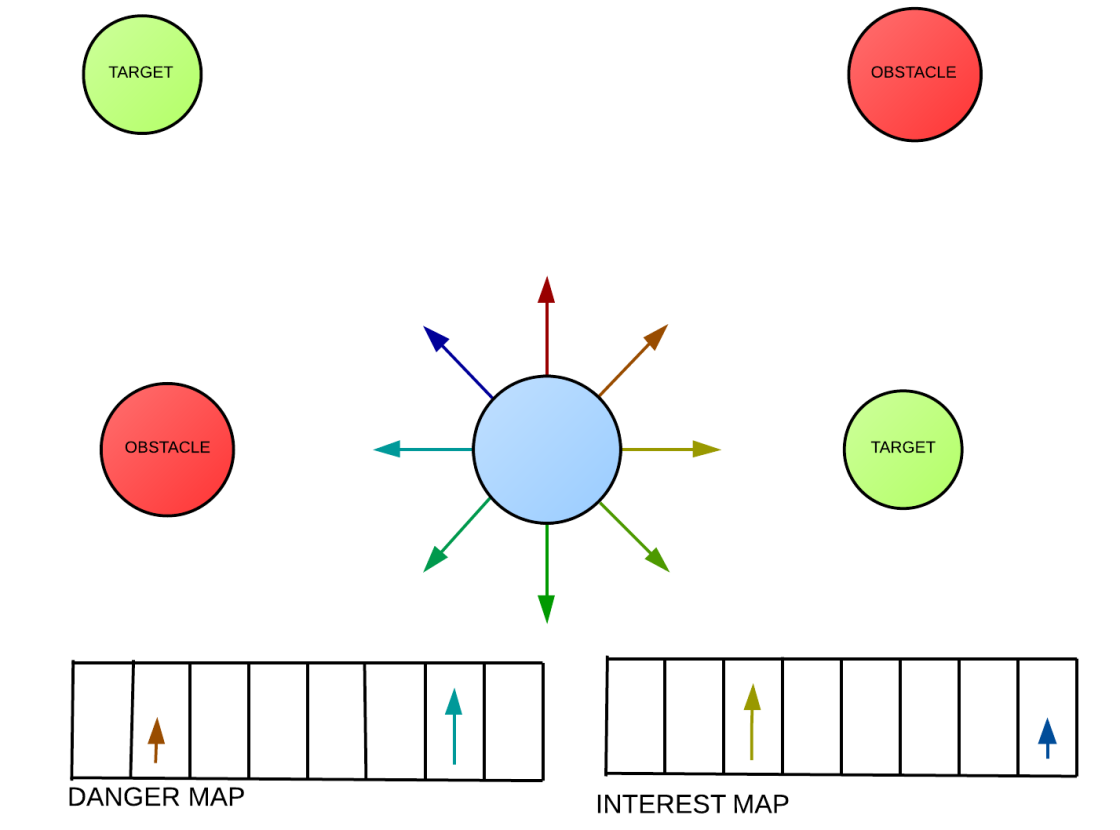 TARGET
OBSTACLE
OBSTACLE
TARGET
DANGER MAP
INTEREST MAP